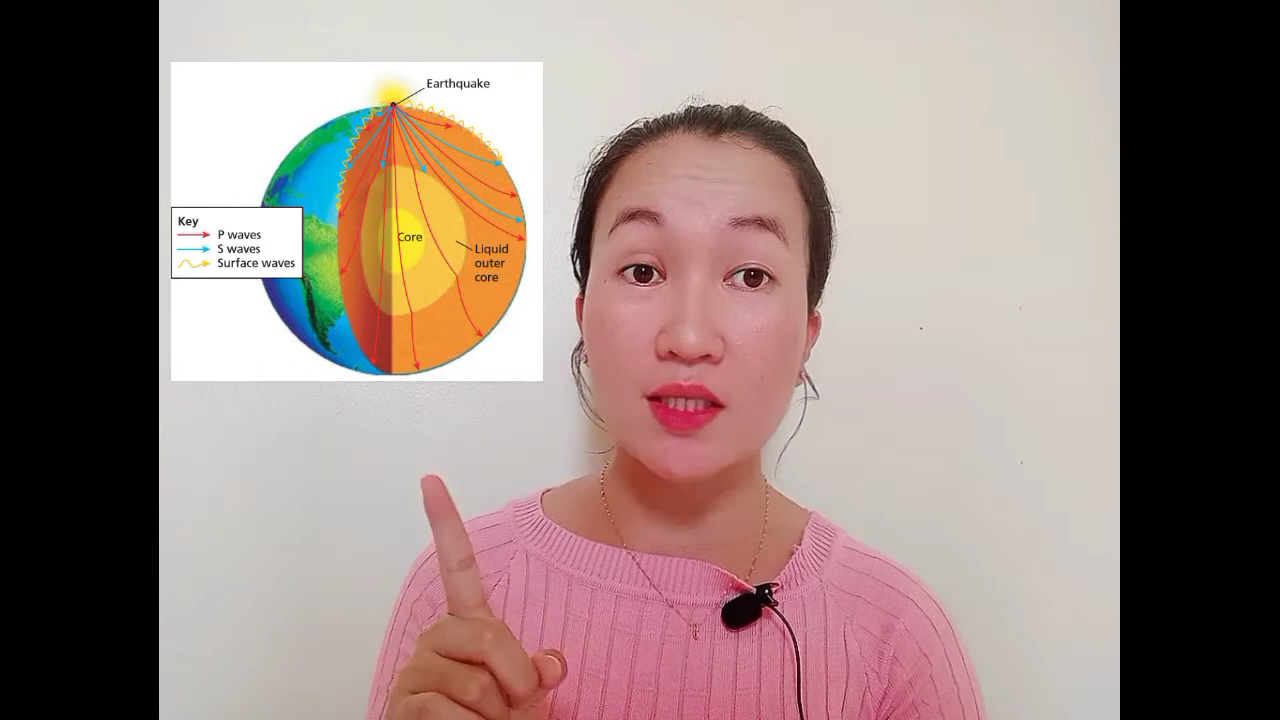 Earthquake
Key
P waves
S waves
Surface waves
Core
Liquid
outer
core